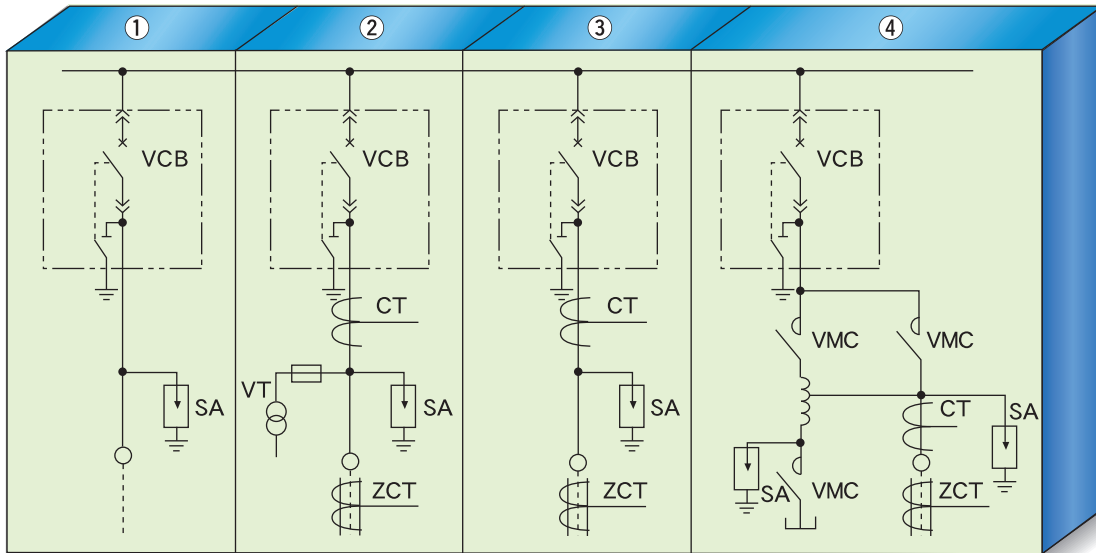 ① ② ③ ④
VCB VCB VCB VCB
CT CT
VMC VMC
VT
SA SA SA CT SA
ZCT ZCT SA VMC ZCT